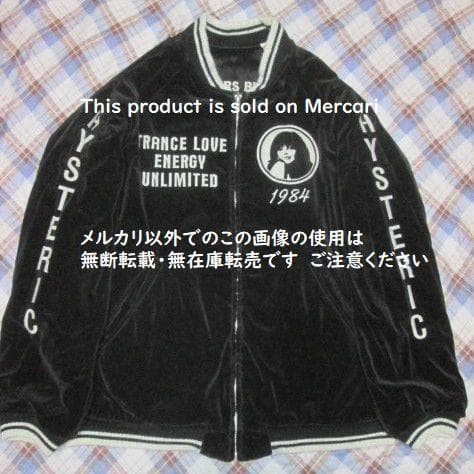 This product is sold on Mercari
TRANCE LOVE
ENERGY
UNLIMITED
1984
HYSTERIC
HYSTERIC
メルカリ以外でのこの画像の使用は
無断転載・無在庫転売です ご注意ください